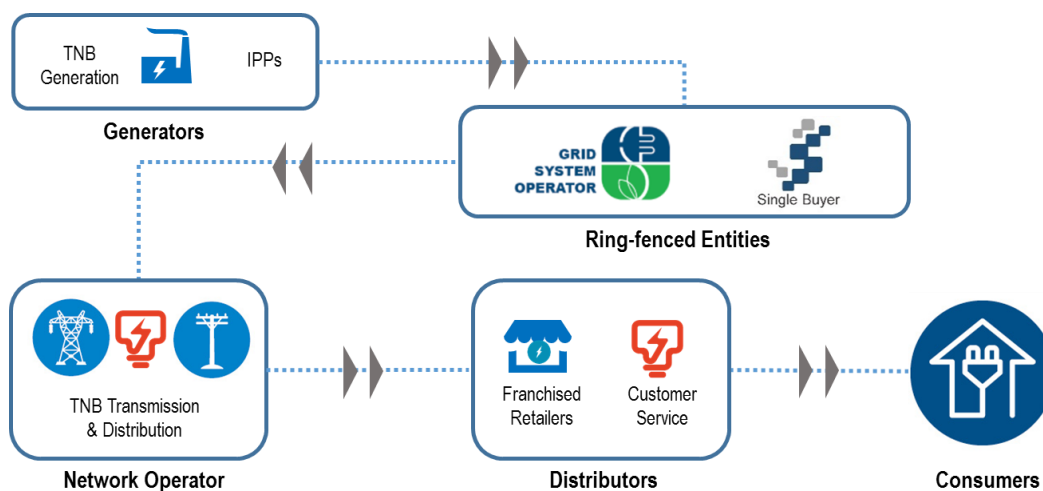 TNB
Generation
IPPs
Generators
GRID
SYSTEM
OPERATOR
Single Buyer
Ring-fenced Entities
TNB Transmission
& Distribution
Network Operator
Franchised
Retailers
Customer
Service
Distributors
Consumers